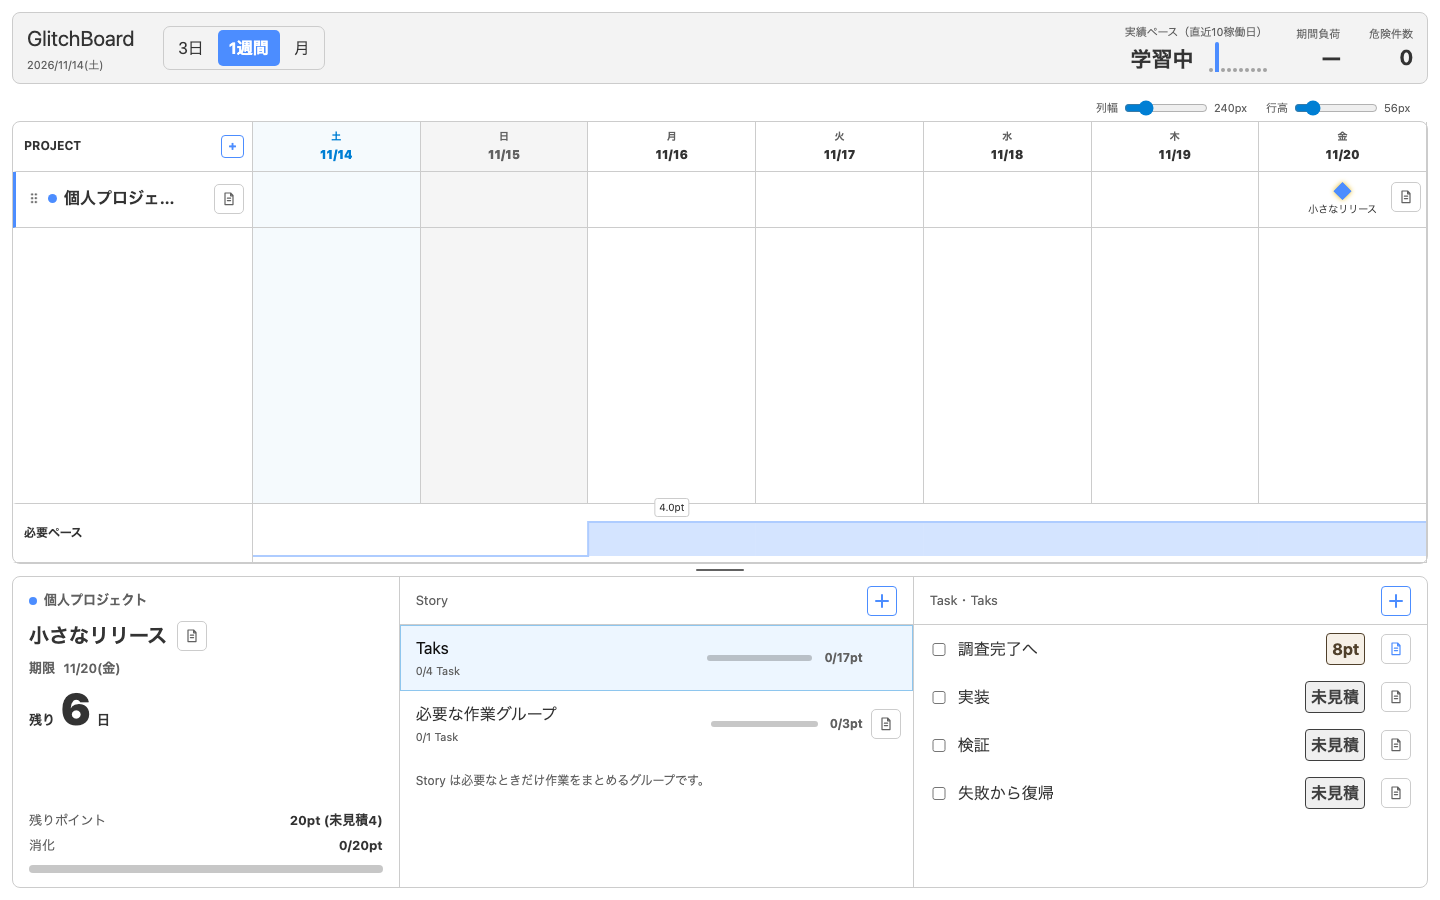 GlitchBoard
2026/11/14(土)
3日 1週間 月
実績ペース（直近10稼働日）
学習中
期間負荷
—
危険件数
0
列幅 240px 行高 56px
PROJECT +
土 日 月 火 水 木 金
11/14 11/15 11/16 11/17 11/18 11/19 11/20
個人プロジェ...
小さなリリース
4.0pt
必要ペース
個人プロジェクト
小さなリリース
期限 11/20(金)
残り 6 日
残りポイント 20pt (未見積4)
消化 0/20pt
Story +
Taks
0/4 Task
0/17pt
必要な作業グループ
0/1 Task
0/3pt
Story は必要なときだけ作業をまとめるグループです。
Task・Taks +
調査完了へ 8pt
実装 未見積
検証 未見積
失敗から復帰 未見積